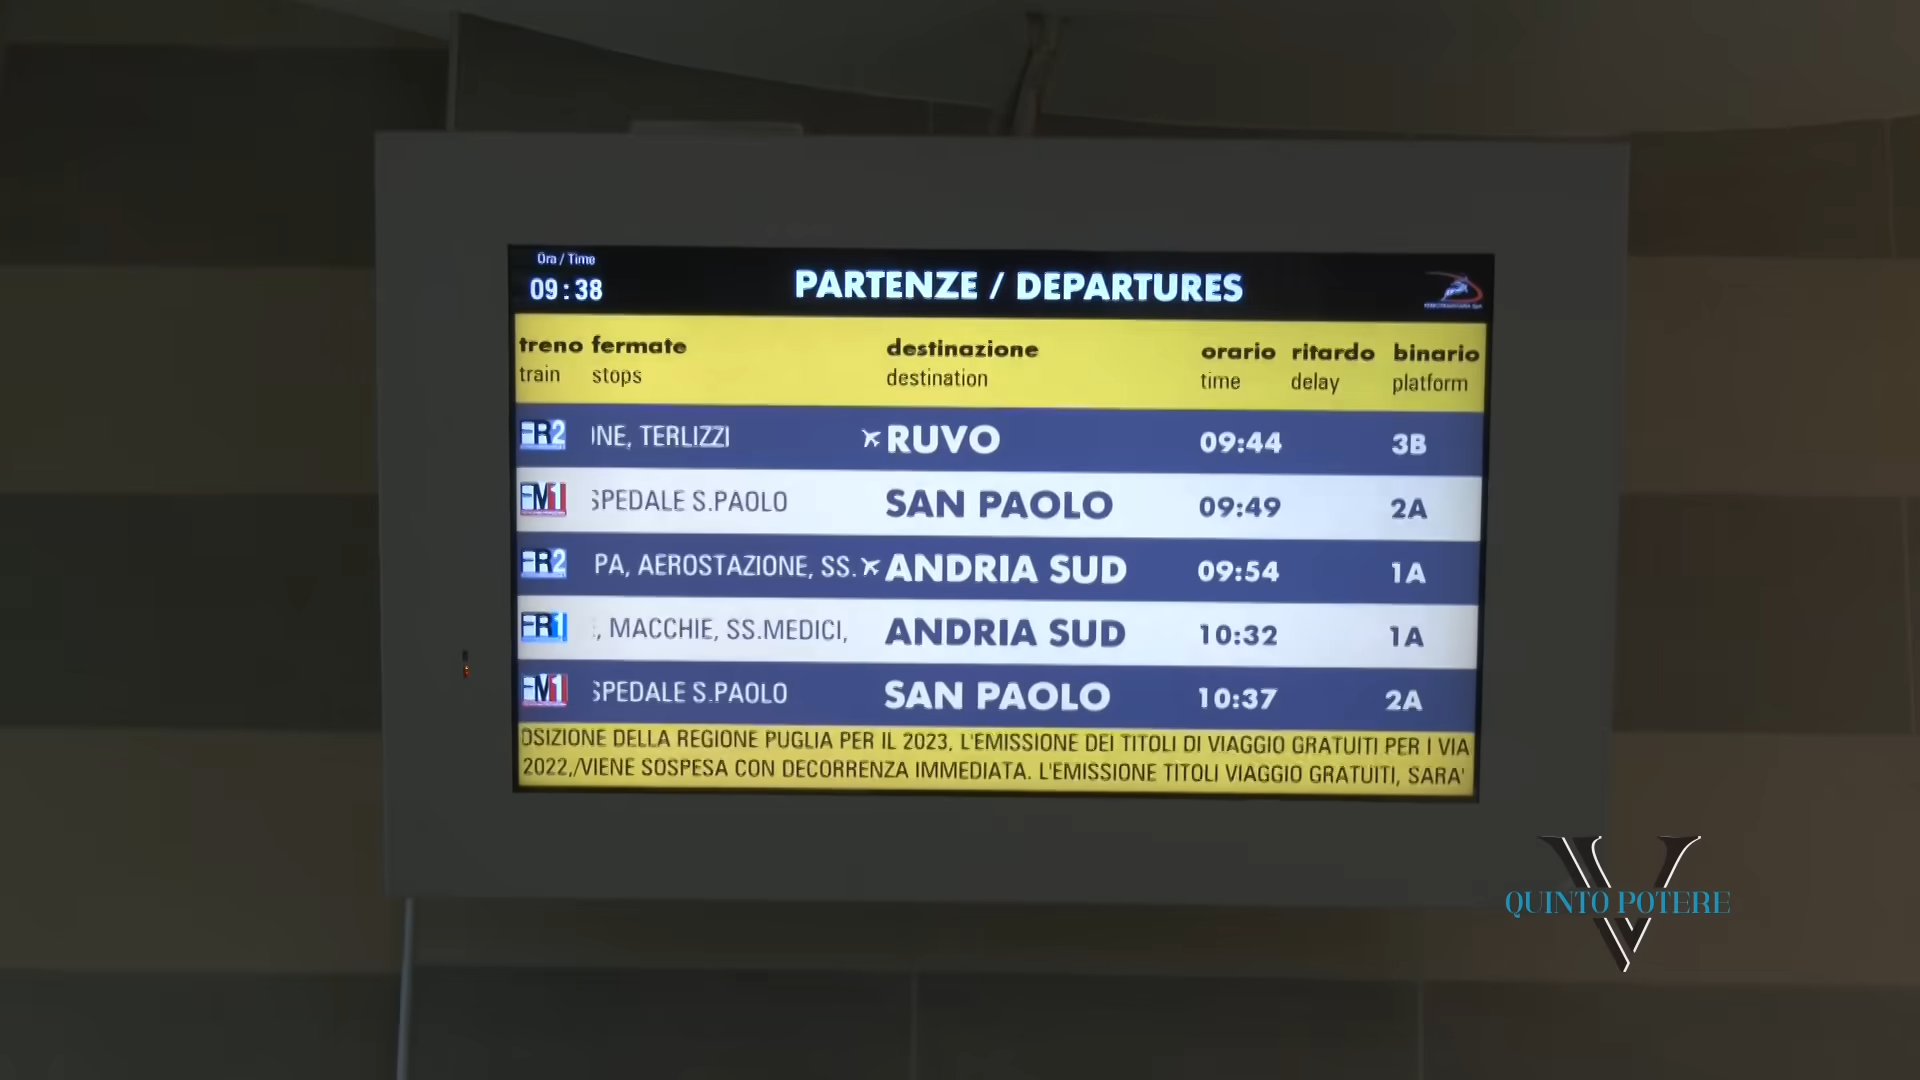 Ora / Time
09:38
PARTENZE / DEPARTURES
treno fermate destinazione orario ritardo binario
train stops destination time delay platform
FR2 NE, TERLIZZI RUVO 09:44 3B
FM1 SPEDALE S.PAOLO SAN PAOLO 09:49 2A
FR2 PA, AEROSTAZIONE, SS. ANDRIA SUD 09:54 1A
FR1 , MACCHIE, SS.MEDICI, ANDRIA SUD 10:32 1A
FM1 SPEDALE S.PAOLO SAN PAOLO 10:37 2A
OSIZIONE DELLA REGIONE PUGLIA PER IL 2023, L'EMISSIONE DEI TITOLI DI VIAGGIO GRATUITI PER I VIA
2022,/VIENE SOSPESA CON DECORRENZA IMMEDIATA. L'EMISSIONE TITOLI VIAGGIO GRATUITI, SARA'
V
QUINTO POTERE